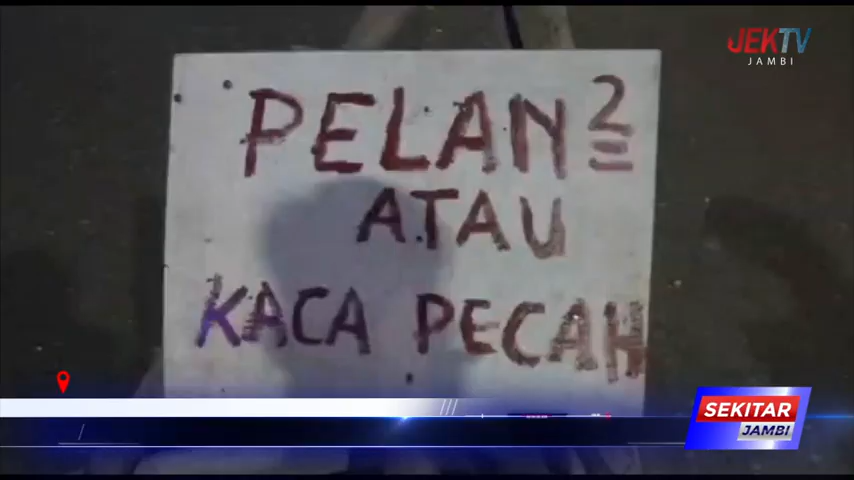 JEKTV
JAMBI
PELAN2
ATAU
KACA PECAH
SEKITAR
JAMBI